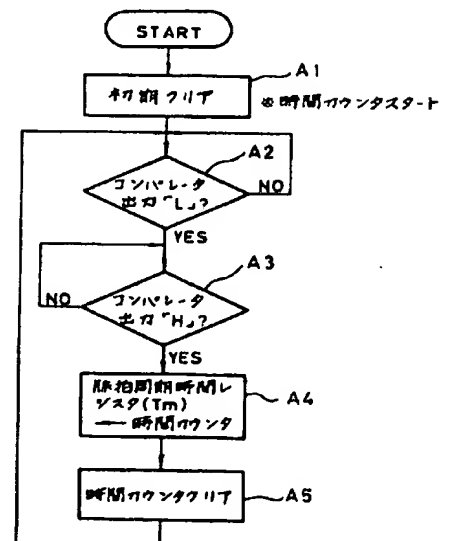 START
A1
初期クリア
※時間カウンタスタート
A2
コンパレータ
出力「L」?
NO
YES
A3
コンパレータ
出力「H」?
NO
YES
脈拍周期時間レ
ジスタ(Tm)
← 時間カウンタ
A4
時間カウンタクリア
A5